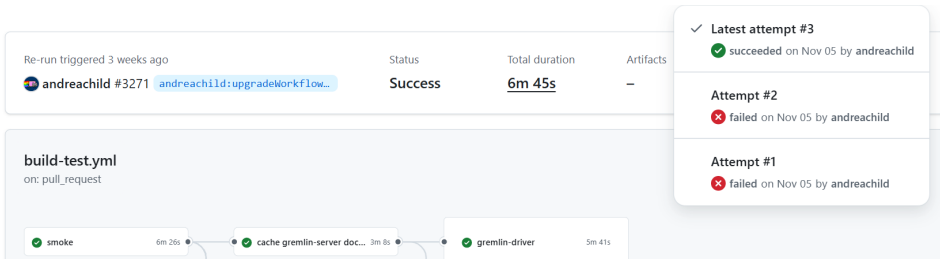 Re-run triggered 3 weeks ago
andreachild #3271 andreachild:upgradeWorkflow…
Status
Success
Total duration
6m 45s
Artifacts
–
Latest attempt #3
succeeded on Nov 05 by andreachild
Attempt #2
failed on Nov 05 by andreachild
Attempt #1
failed on Nov 05 by andreachild
build-test.yml
on: pull_request
smoke 6m 26s
cache gremlin-server doc... 3m 8s
gremlin-driver 5m 41s